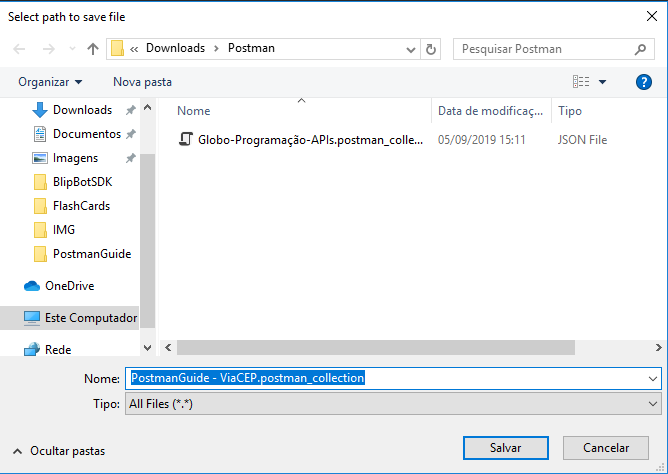 Select path to save file
« Downloads > Postman
Pesquisar Postman
Organizar
Nova pasta
?
Downloads
Documentos
Imagens
BlipBotSDK
FlashCards
IMG
PostmanGuide
OneDrive
Este Computador
Rede
Nome Data de modificaç... Tipo
Globo-Programação-APIs.postman_colle... 05/09/2019 15:11 JSON File
Nome: PostmanGuide - ViaCEP.postman_collection
Tipo: All Files (*.*)
Ocultar pastas
Salvar
Cancelar